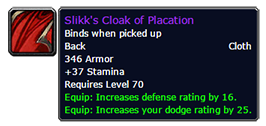 Slikk's Cloak of Placation
Binds when picked up
Back Cloth
346 Armor
+37 Stamina
Requires Level 70
Equip: Increases defense rating by 16.
Equip: Increases your dodge rating by 25.